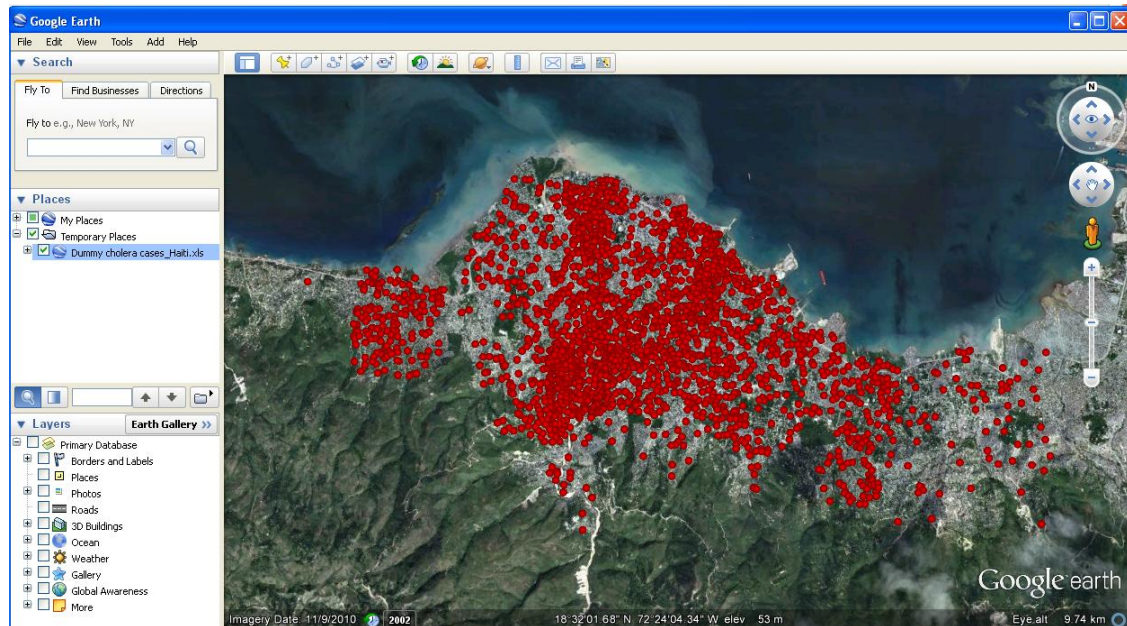 Google Earth
File Edit View Tools Add Help
Search
Fly To Find Businesses Directions
Fly to e.g., New York, NY
Places
My Places
Temporary Places
Dummy cholera cases_Haiti.xls
Layers Earth Gallery >>
Primary Database
Borders and Labels
Places
Photos
Roads
3D Buildings
Ocean
Weather
Gallery
Global Awareness
More
N
Google earth
Imagery Date: 11/9/2010 2002 18°32'01.68" N 72°24'04.34" W elev 53 m Eye alt 9.74 km